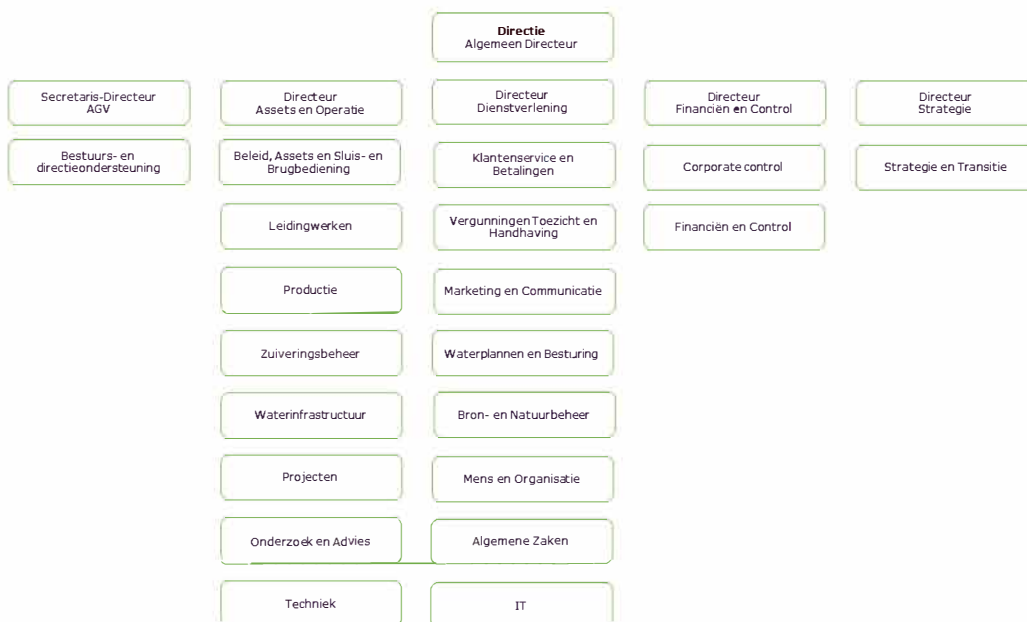 Directie
Algemeen Directeur
Secretaris-Directeur
AGV
Directeur
Assets en Operatie
Directeur
Dienstverlening
Directeur
Financiën en Control
Directeur
Strategie
Bestuurs- en
directieondersteuning
Beleid, Assets en Sluis- en
Brugbediening
Klantenservice en
Betalingen
Corporate control
Strategie en Transitie
Leidingwerken
Vergunningen Toezicht en
Handhaving
Financiën en Control
Productie
Marketing en Communicatie
Zuiveringsbeheer
Waterplannen en Besturing
Waterinfrastructuur
Bron- en Natuurbeheer
Projecten
Mens en Organisatie
Onderzoek en Advies
Algemene Zaken
Techniek
IT